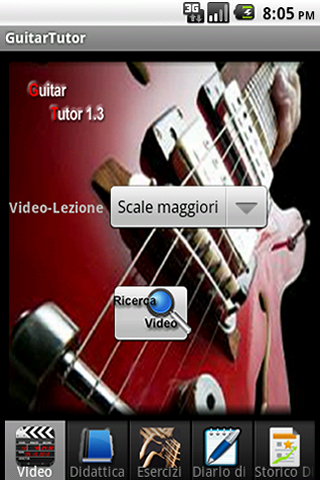 3G 8:05 PM
GuitarTutor
Guitar
Tutor 1.3
Video-Lezione Scale maggiori
Ricerca
Video
Video Didattica Esercizi Diario di Storico D